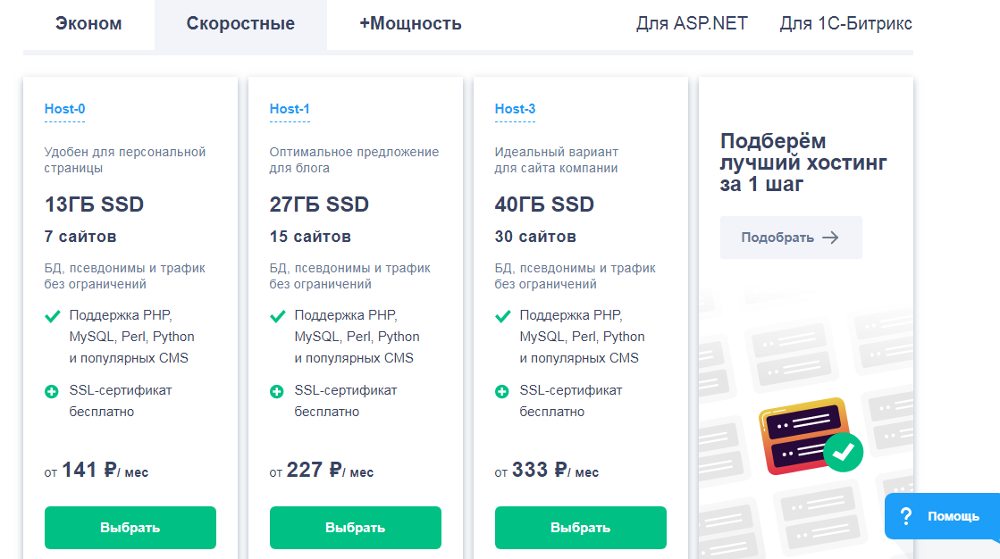 Эконом
Скоростные
+Мощность
Для ASP.NET
Для 1С-Битрикс
Host-0
Удобен для персональной
страницы
13ГБ SSD
7 сайтов
БД, псевдонимы и трафик
без ограничений
Поддержка PHP,
MySQL, Perl, Python
и популярных CMS
SSL-сертификат
бесплатно
от 141 ₽/ мес
Выбрать
Host-1
Оптимальное предложение
для блога
27ГБ SSD
15 сайтов
БД, псевдонимы и трафик
без ограничений
Поддержка PHP,
MySQL, Perl, Python
и популярных CMS
SSL-сертификат
бесплатно
от 227 ₽/ мес
Выбрать
Host-3
Идеальный вариант
для сайта компании
40ГБ SSD
30 сайтов
БД, псевдонимы и трафик
без ограничений
Поддержка PHP,
MySQL, Perl, Python
и популярных CMS
SSL-сертификат
бесплатно
от 333 ₽/ мес
Выбрать
Подберём
лучший хостинг
за 1 шаг
Подобрать →
? Помощь